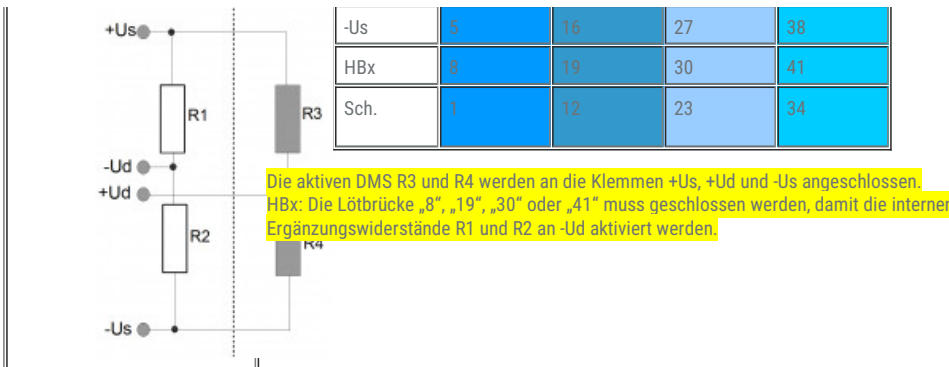 +Us
R1
R3
-Ud
+Ud
R2
R4
-Us
-Us 5 16 27 38
HBx 8 19 30 41
Sch. 1 12 23 34
Die aktiven DMS R3 und R4 werden an die Klemmen +Us, +Ud und -Us angeschlossen.
HBx: Die Lötbrücke „8“, „19“, „30“ oder „41“ muss geschlossen werden, damit die interner
Ergänzungswiderstände R1 und R2 an -Ud aktiviert werden.